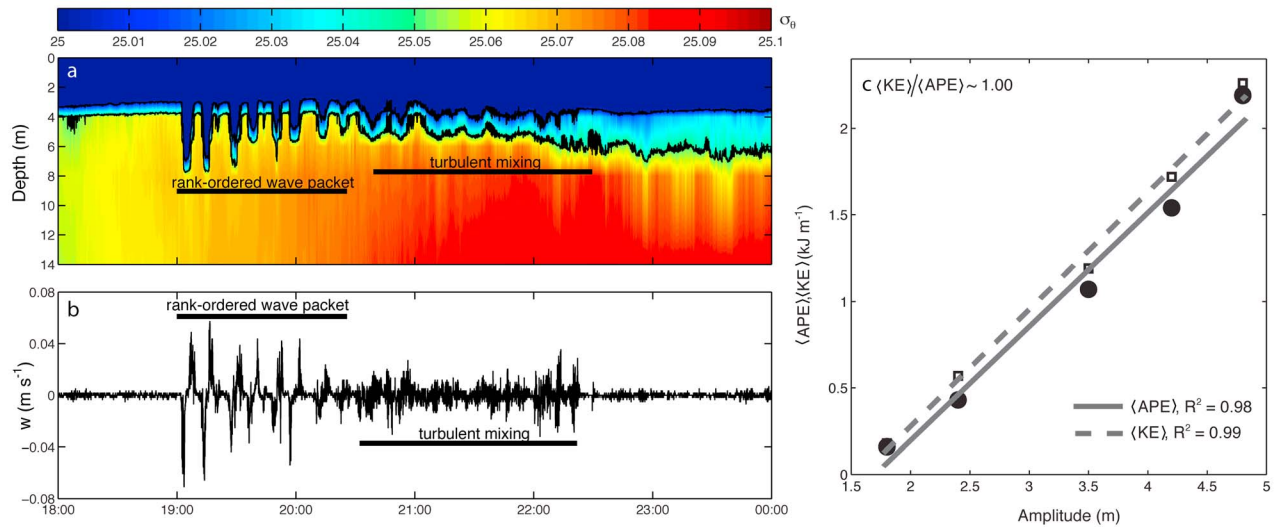 σθ
25 25.01 25.02 25.03 25.04 25.05 25.06 25.07 25.08 25.09 25.1
a
Depth (m)
0
2
4
6
8
10
12
14
turbulent mixing
rank-ordered wave packet
b
w (m s⁻¹)
0.08
0.04
0
−0.04
−0.08
rank-ordered wave packet
turbulent mixing
18:00 19:00 20:00 21:00 22:00 23:00 00:00
c ⟨KE⟩/⟨APE⟩ ~ 1.00
⟨APE⟩,⟨KE⟩ (kJ m⁻¹)
2
1.5
1
0.5
0
⟨APE⟩, R² = 0.98
⟨KE⟩, R² = 0.99
1.5 2 2.5 3 3.5 4 4.5 5
Amplitude (m)